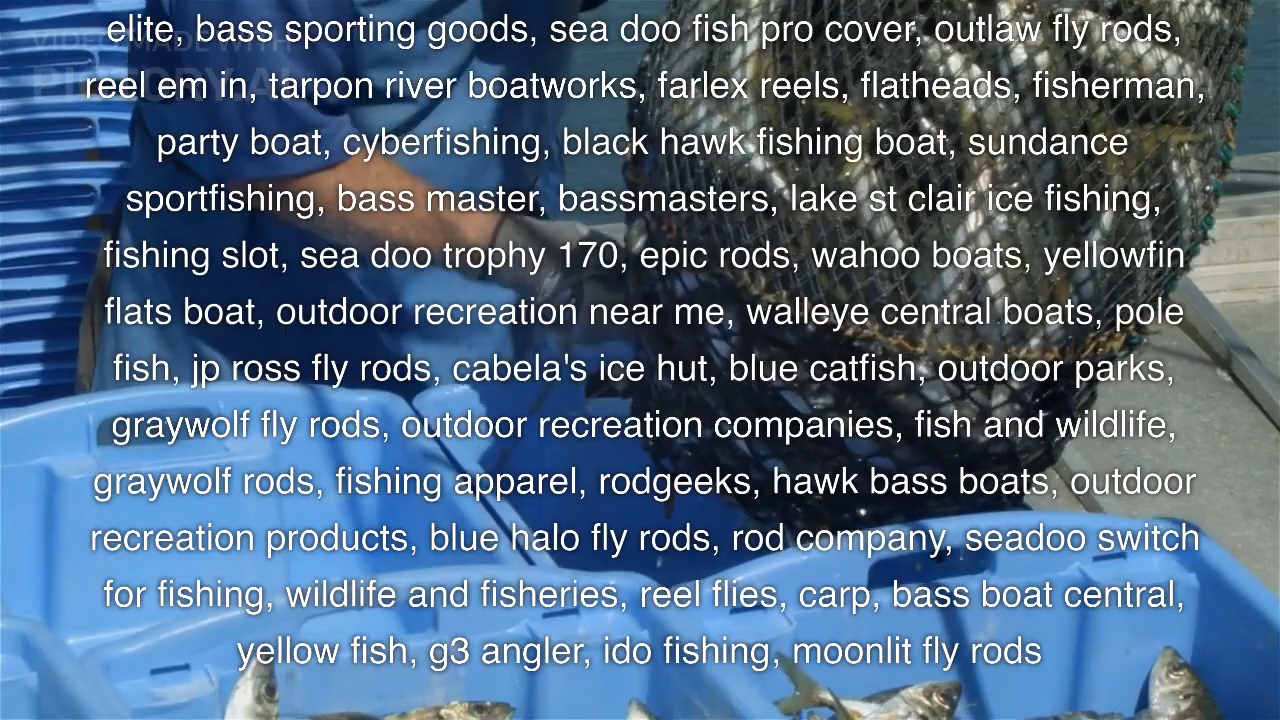 VIDEO MADE WITH
elite, bass sporting goods, sea doo fish pro cover, outlaw fly rods,
reel em in, tarpon river boatworks, farlex reels, flatheads, fisherman,
party boat, cyberfishing, black hawk fishing boat, sundance
sportfishing, bass master, bassmasters, lake st clair ice fishing,
fishing slot, sea doo trophy 170, epic rods, wahoo boats, yellowfin
flats boat, outdoor recreation near me, walleye central boats, pole
fish, jp ross fly rods, cabela's ice hut, blue catfish, outdoor parks,
graywolf fly rods, outdoor recreation companies, fish and wildlife,
graywolf rods, fishing apparel, rodgeeks, hawk bass boats, outdoor
recreation products, blue halo fly rods, rod company, seadoo switch
for fishing, wildlife and fisheries, reel flies, carp, bass boat central,
yellow fish, g3 angler, ido fishing, moonlit fly rods